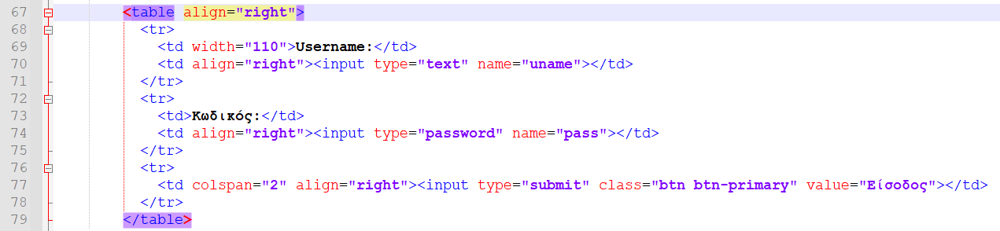 67 <table align="right">
68 <tr>
69 <td width="110">Username:</td>
70 <td align="right"><input type="text" name="uname"></td>
71 </tr>
72 <tr>
73 <td>Κωδικός:</td>
74 <td align="right"><input type="password" name="pass"></td>
75 </tr>
76 <tr>
77 <td colspan="2" align="right"><input type="submit" class="btn btn-primary" value="Είσοδος"></td>
78 </tr>
79 </table>